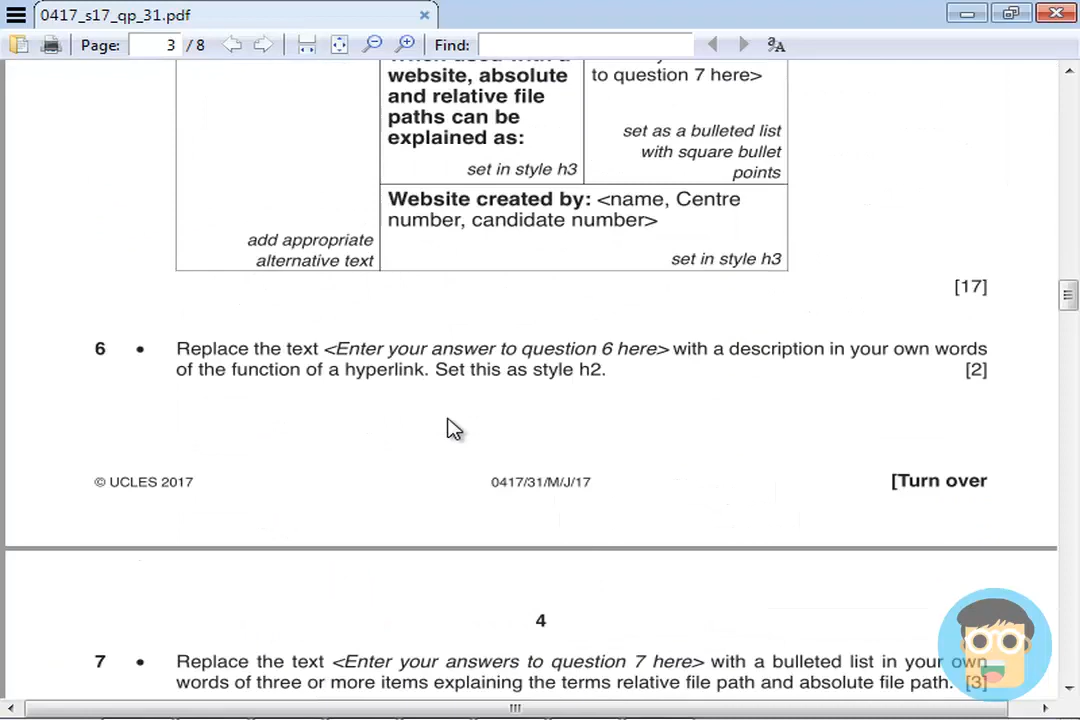 0417_s17_qp_31.pdf
Page: 3 / 8 Find:
website, absolute
and relative file
paths can be
explained as:
set in style h3
to question 7 here>
set as a bulleted list
with square bullet
points
Website created by: <name, Centre
number, candidate number>
set in style h3
add appropriate
alternative text
[17]
6 • Replace the text <Enter your answer to question 6 here> with a description in your own words
of the function of a hyperlink. Set this as style h2. [2]
© UCLES 2017 0417/31/M/J/17 [Turn over
4
7 • Replace the text <Enter your answers to question 7 here> with a bulleted list in your own
words of three or more items explaining the terms relative file path and absolute file path. [3]